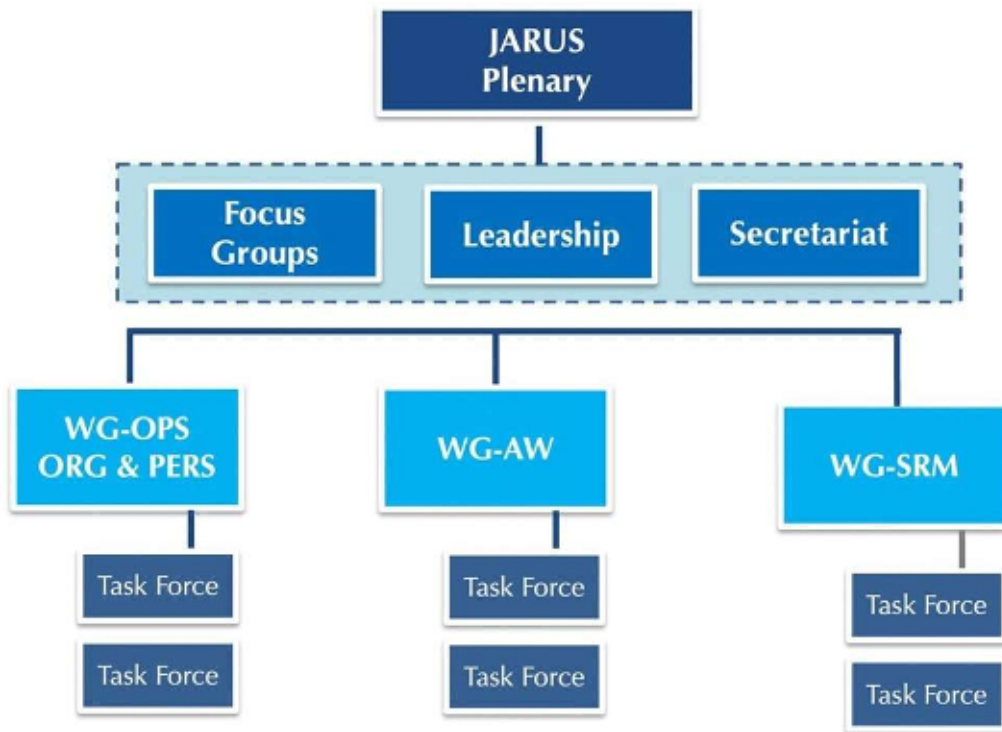 JARUS
Plenary
Focus
Groups
Leadership
Secretariat
WG-OPS
ORG & PERS
WG-AW
WG-SRM
Task Force
Task Force
Task Force
Task Force
Task Force
Task Force